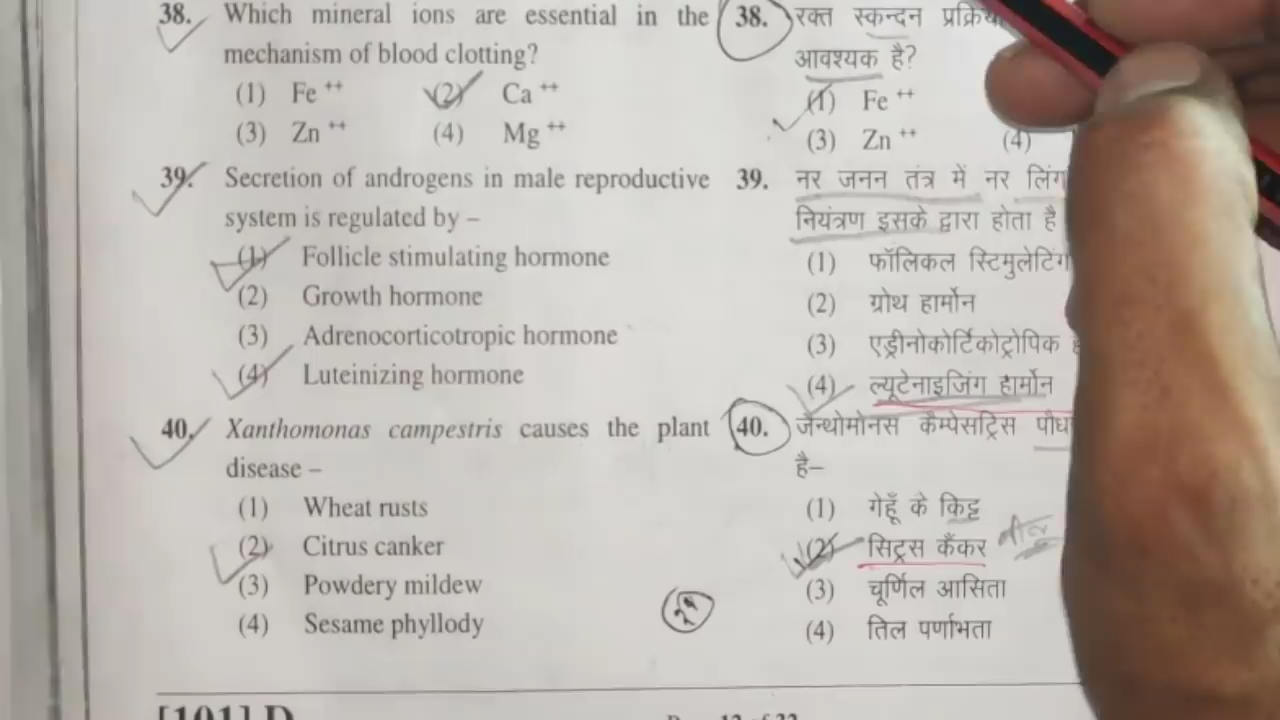 38. Which mineral ions are essential in the
mechanism of blood clotting?
(1) Fe ++ (2) Ca ++
(3) Zn ++ (4) Mg ++
39. Secretion of androgens in male reproductive
system is regulated by –
(1) Follicle stimulating hormone
(2) Growth hormone
(3) Adrenocorticotropic hormone
(4) Luteinizing hormone
40. Xanthomonas campestris causes the plant
disease –
(1) Wheat rusts
(2) Citrus canker
(3) Powdery mildew
(4) Sesame phyllody
38. रक्त स्कन्दन
आवश्यक है?
(1) Fe ++
(3) Zn ++ (4)
39. नर जनन तंत्र में नर लिंग
नियंत्रण इसके द्वारा होता है
(1) फॉलिकल स्टिमुलेटिंग
(2) ग्रोथ हार्मोन
(3) एड्रीनोकोर्टिकोट्रोपिक
(4) ल्यूटेनाइजिंग हार्मोन
40. जैन्थोमोनस कैम्पेसट्रिस
है–
(1) गेहूँ के किट्ट
(2) सिट्रस कैंकर
(3) चूर्णिल आसिता
(4) तिल पर्णाभता
[101] D